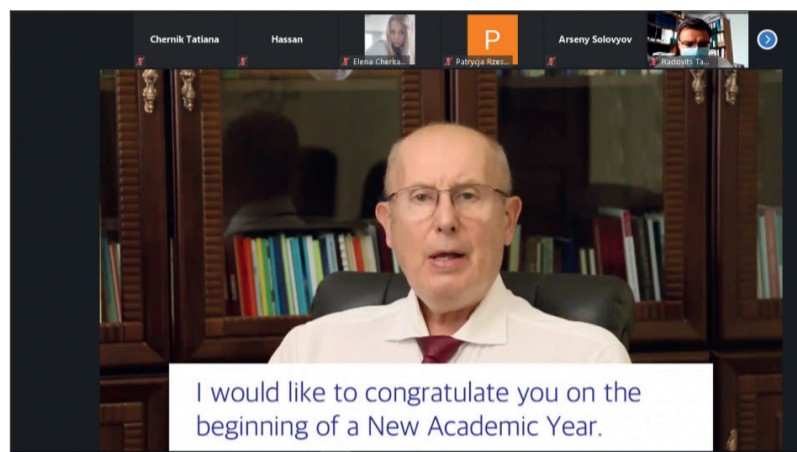 Chernik Tatiana
Hassan
Elena Cherka...
P
Patrycja Rzes...
Arseny Solovyov
Radovits Ta...
I would like to congratulate you on the
beginning of a New Academic Year.